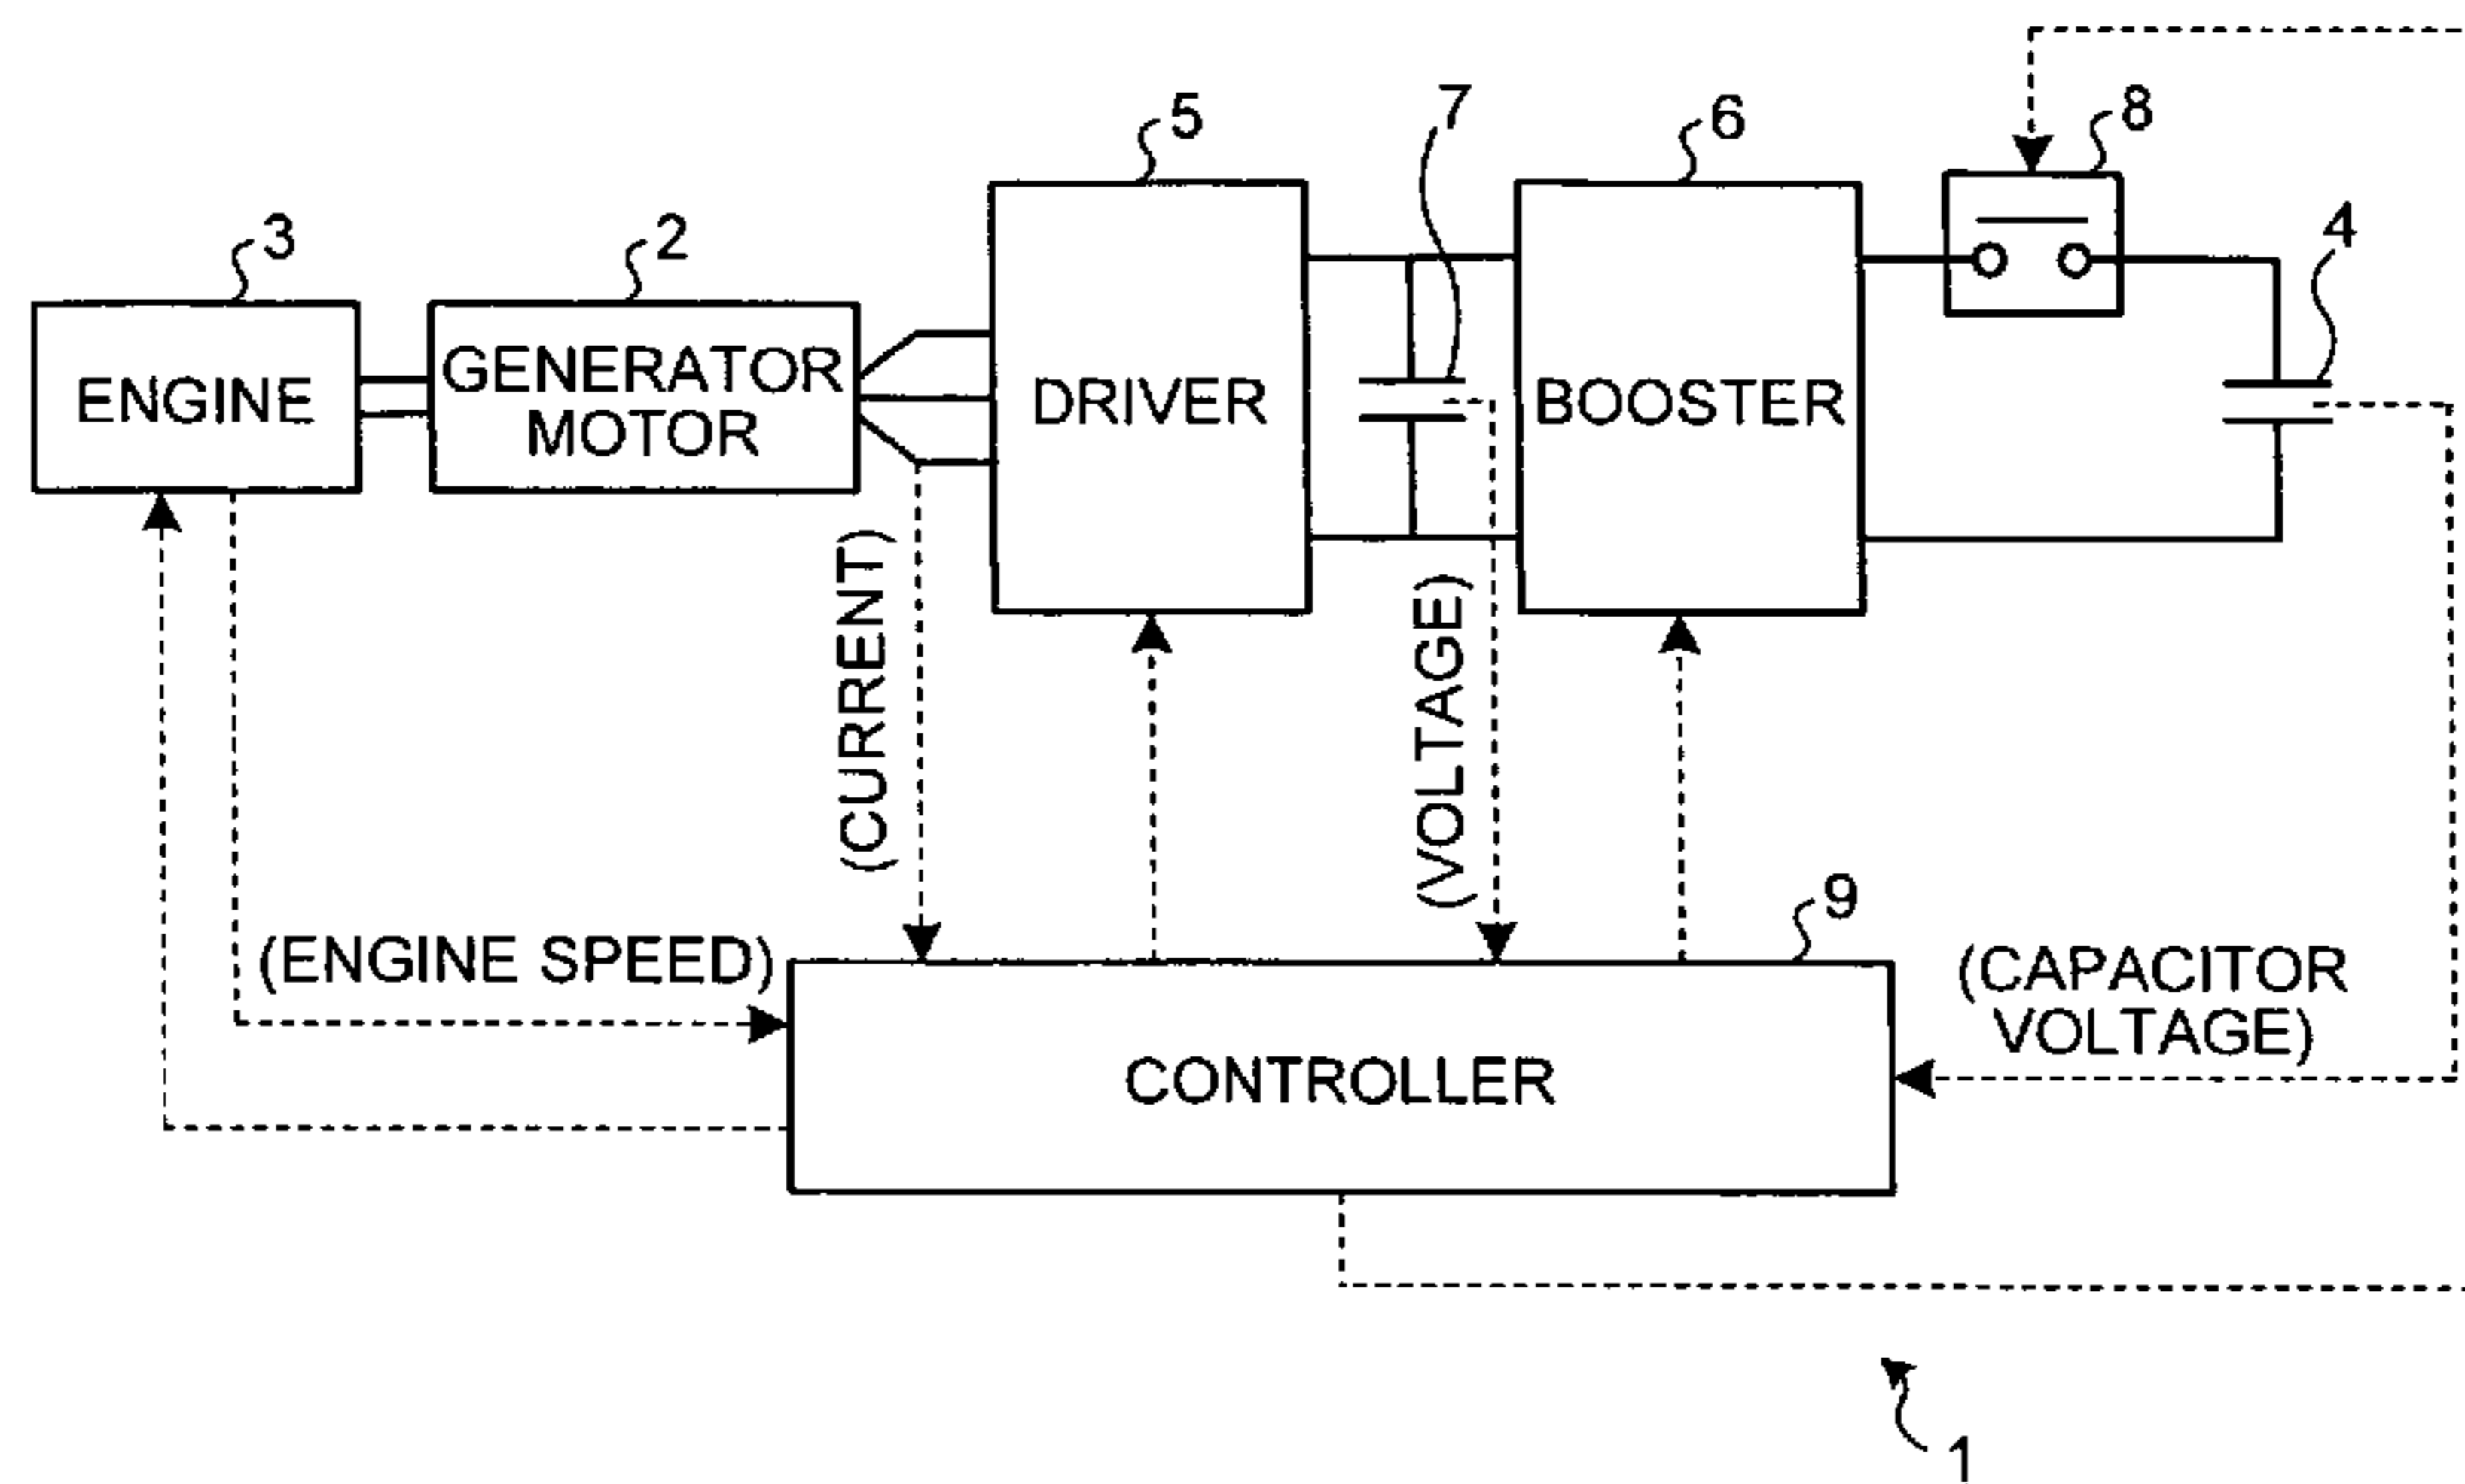 7
5
6
8
3
2
4
ENGINE
GENERATOR
MOTOR
DRIVER
BOOSTER
(CURRENT)
(VOLTAGE)
9
(ENGINE SPEED)
(CAPACITOR
VOLTAGE)
CONTROLLER
1